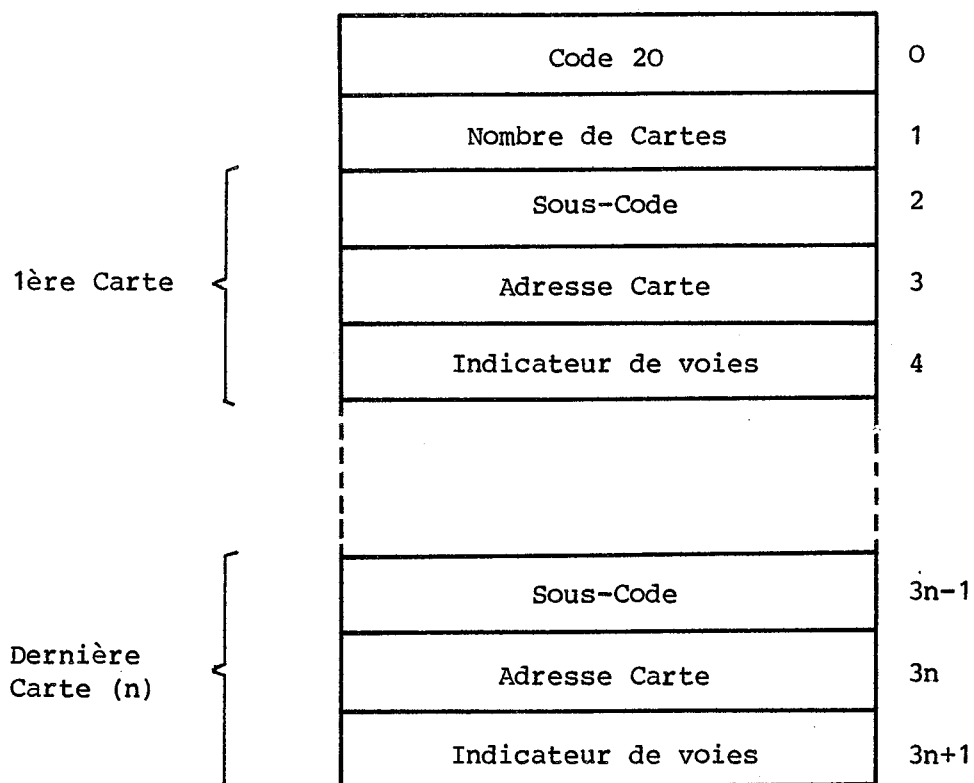 Code 20 0
Nombre de Cartes 1
Sous-Code 2
1ère Carte
Adresse Carte 3
Indicateur de voies 4
Sous-Code 3n-1
Dernière
Carte (n)
Adresse Carte 3n
Indicateur de voies 3n+1